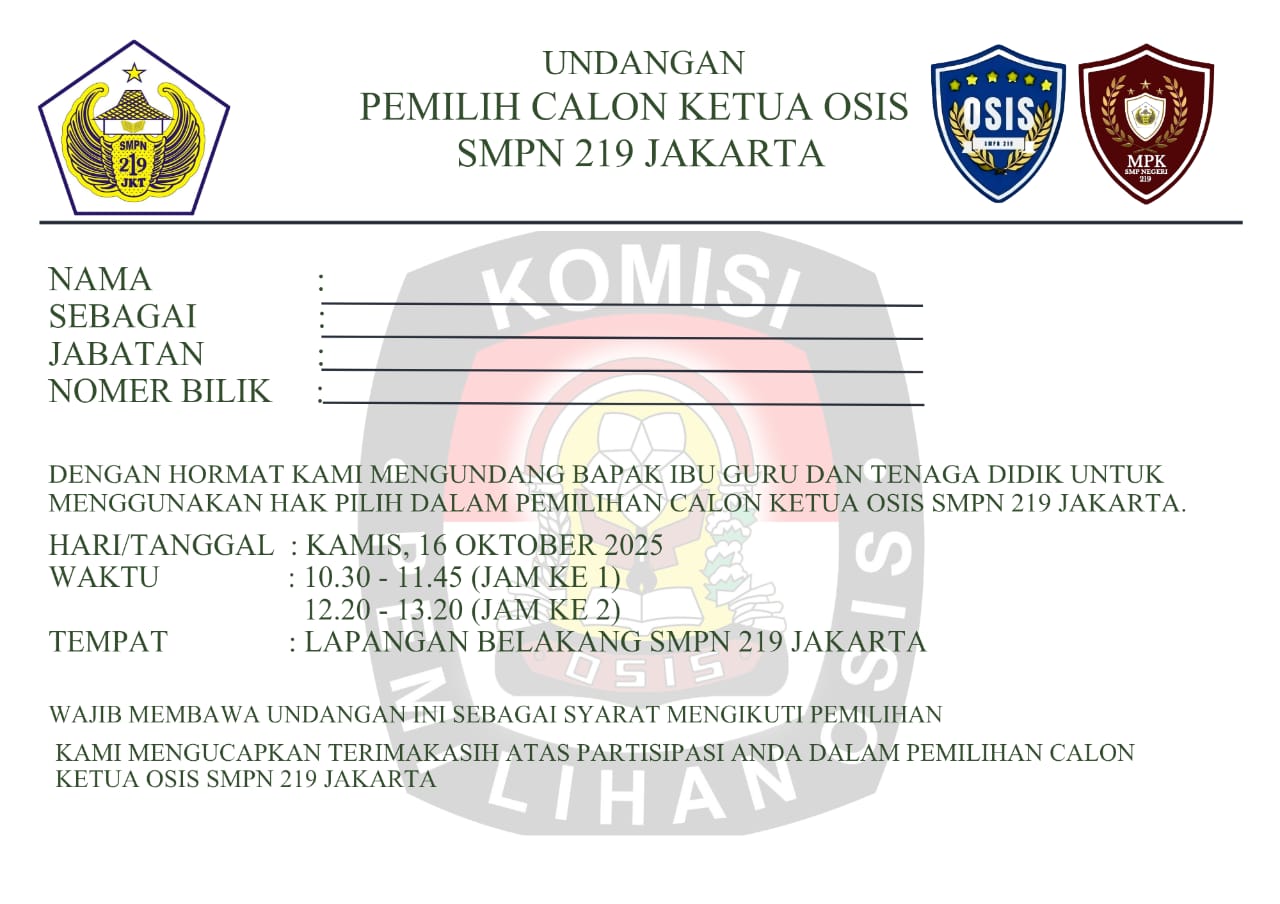 SMPN
219
JKT
UNDANGAN
PEMILIH CALON KETUA OSIS
SMPN 219 JAKARTA
OSIS
SMPN 219
MPK
SMP NEGERI
219
NAMA :
SEBAGAI :
JABATAN :
NOMER BILIK :
DENGAN HORMAT KAMI MENGUNDANG BAPAK IBU GURU DAN TENAGA DIDIK UNTUK
MENGGUNAKAN HAK PILIH DALAM PEMILIHAN CALON KETUA OSIS SMPN 219 JAKARTA.
HARI/TANGGAL : KAMIS, 16 OKTOBER 2025
WAKTU : 10.30 - 11.45 (JAM KE 1)
12.20 - 13.20 (JAM KE 2)
TEMPAT : LAPANGAN BELAKANG SMPN 219 JAKARTA
WAJIB MEMBAWA UNDANGAN INI SEBAGAI SYARAT MENGIKUTI PEMILIHAN
KAMI MENGUCAPKAN TERIMAKASIH ATAS PARTISIPASI ANDA DALAM PEMILIHAN CALON
KETUA OSIS SMPN 219 JAKARTA
KOMISI
PEMILIHAN OSIS
OSIS